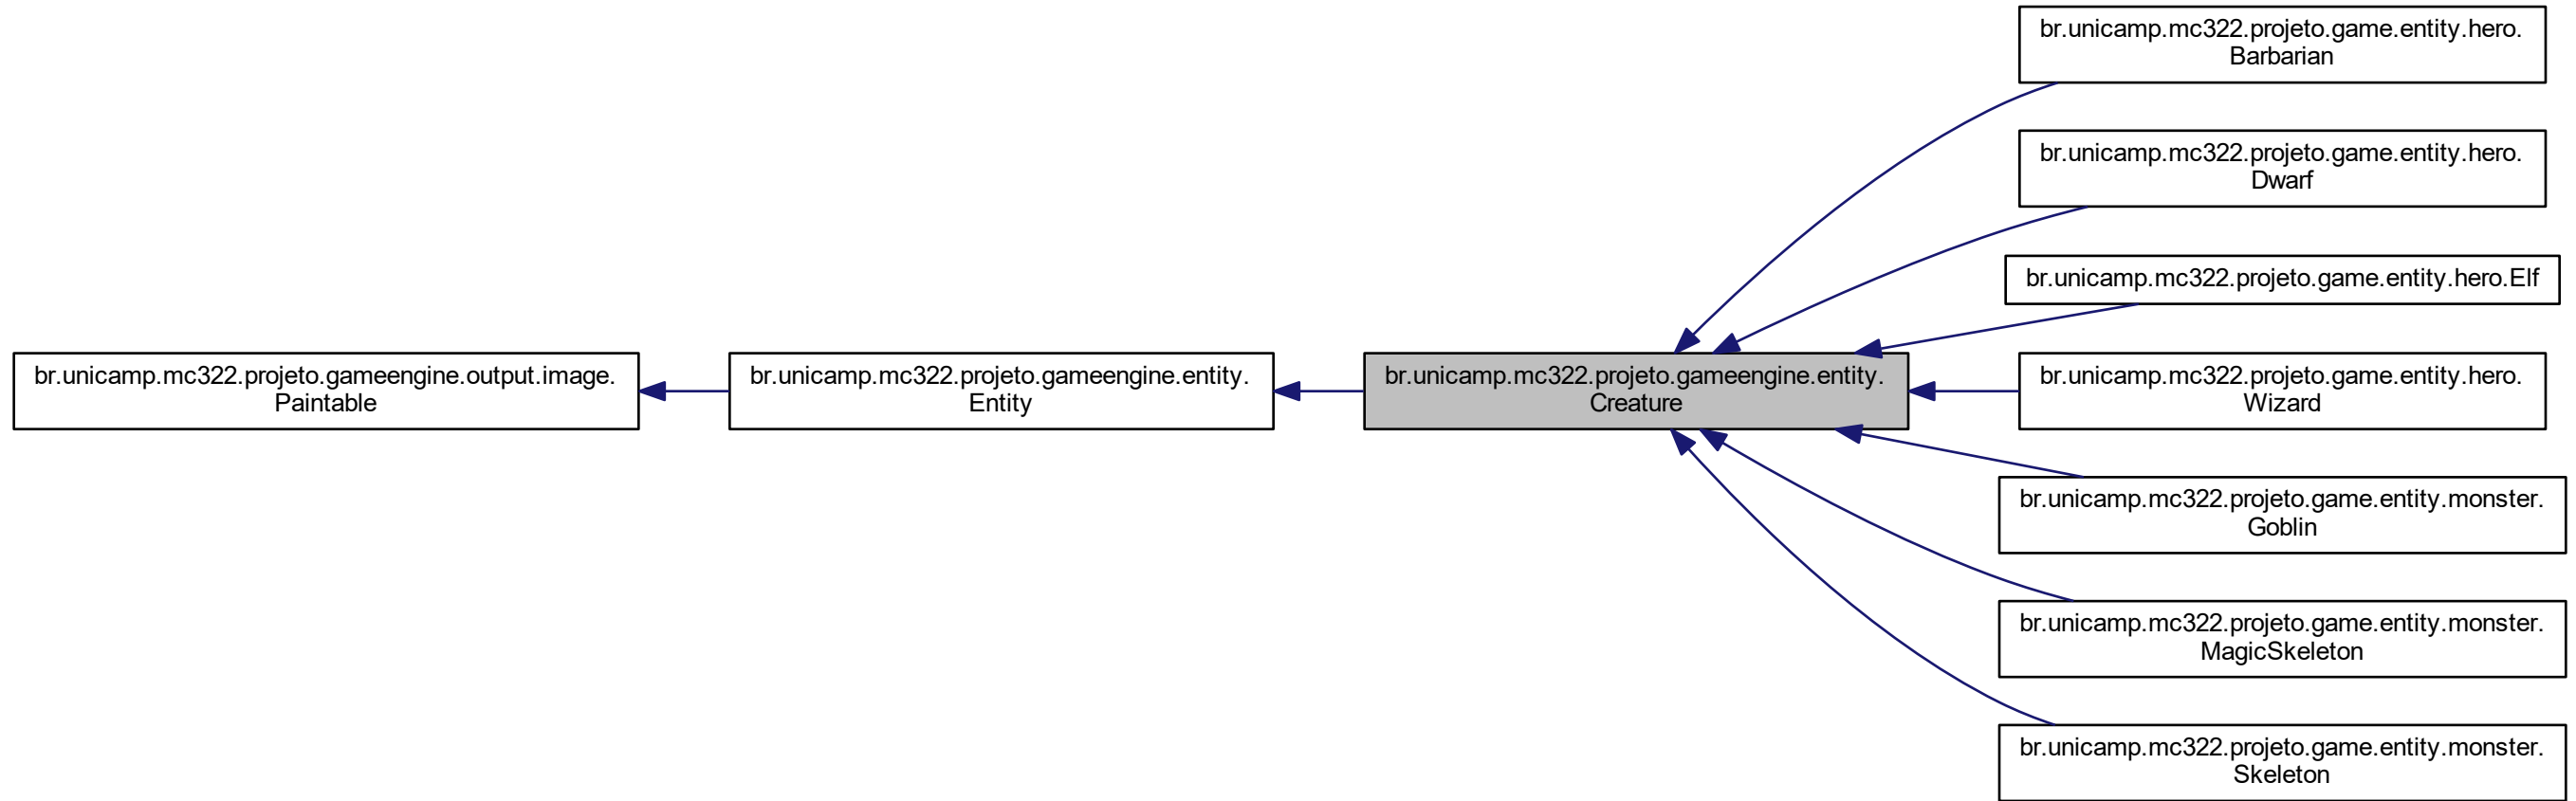 br.unicamp.mc322.projeto.gameengine.output.image.
Paintable
br.unicamp.mc322.projeto.gameengine.entity.
Entity
br.unicamp.mc322.projeto.gameengine.entity.
Creature
br.unicamp.mc322.projeto.game.entity.hero.
Barbarian
br.unicamp.mc322.projeto.game.entity.hero.
Dwarf
br.unicamp.mc322.projeto.game.entity.hero.Elf
br.unicamp.mc322.projeto.game.entity.hero.
Wizard
br.unicamp.mc322.projeto.game.entity.monster.
Goblin
br.unicamp.mc322.projeto.game.entity.monster.
MagicSkeleton
br.unicamp.mc322.projeto.game.entity.monster.
Skeleton